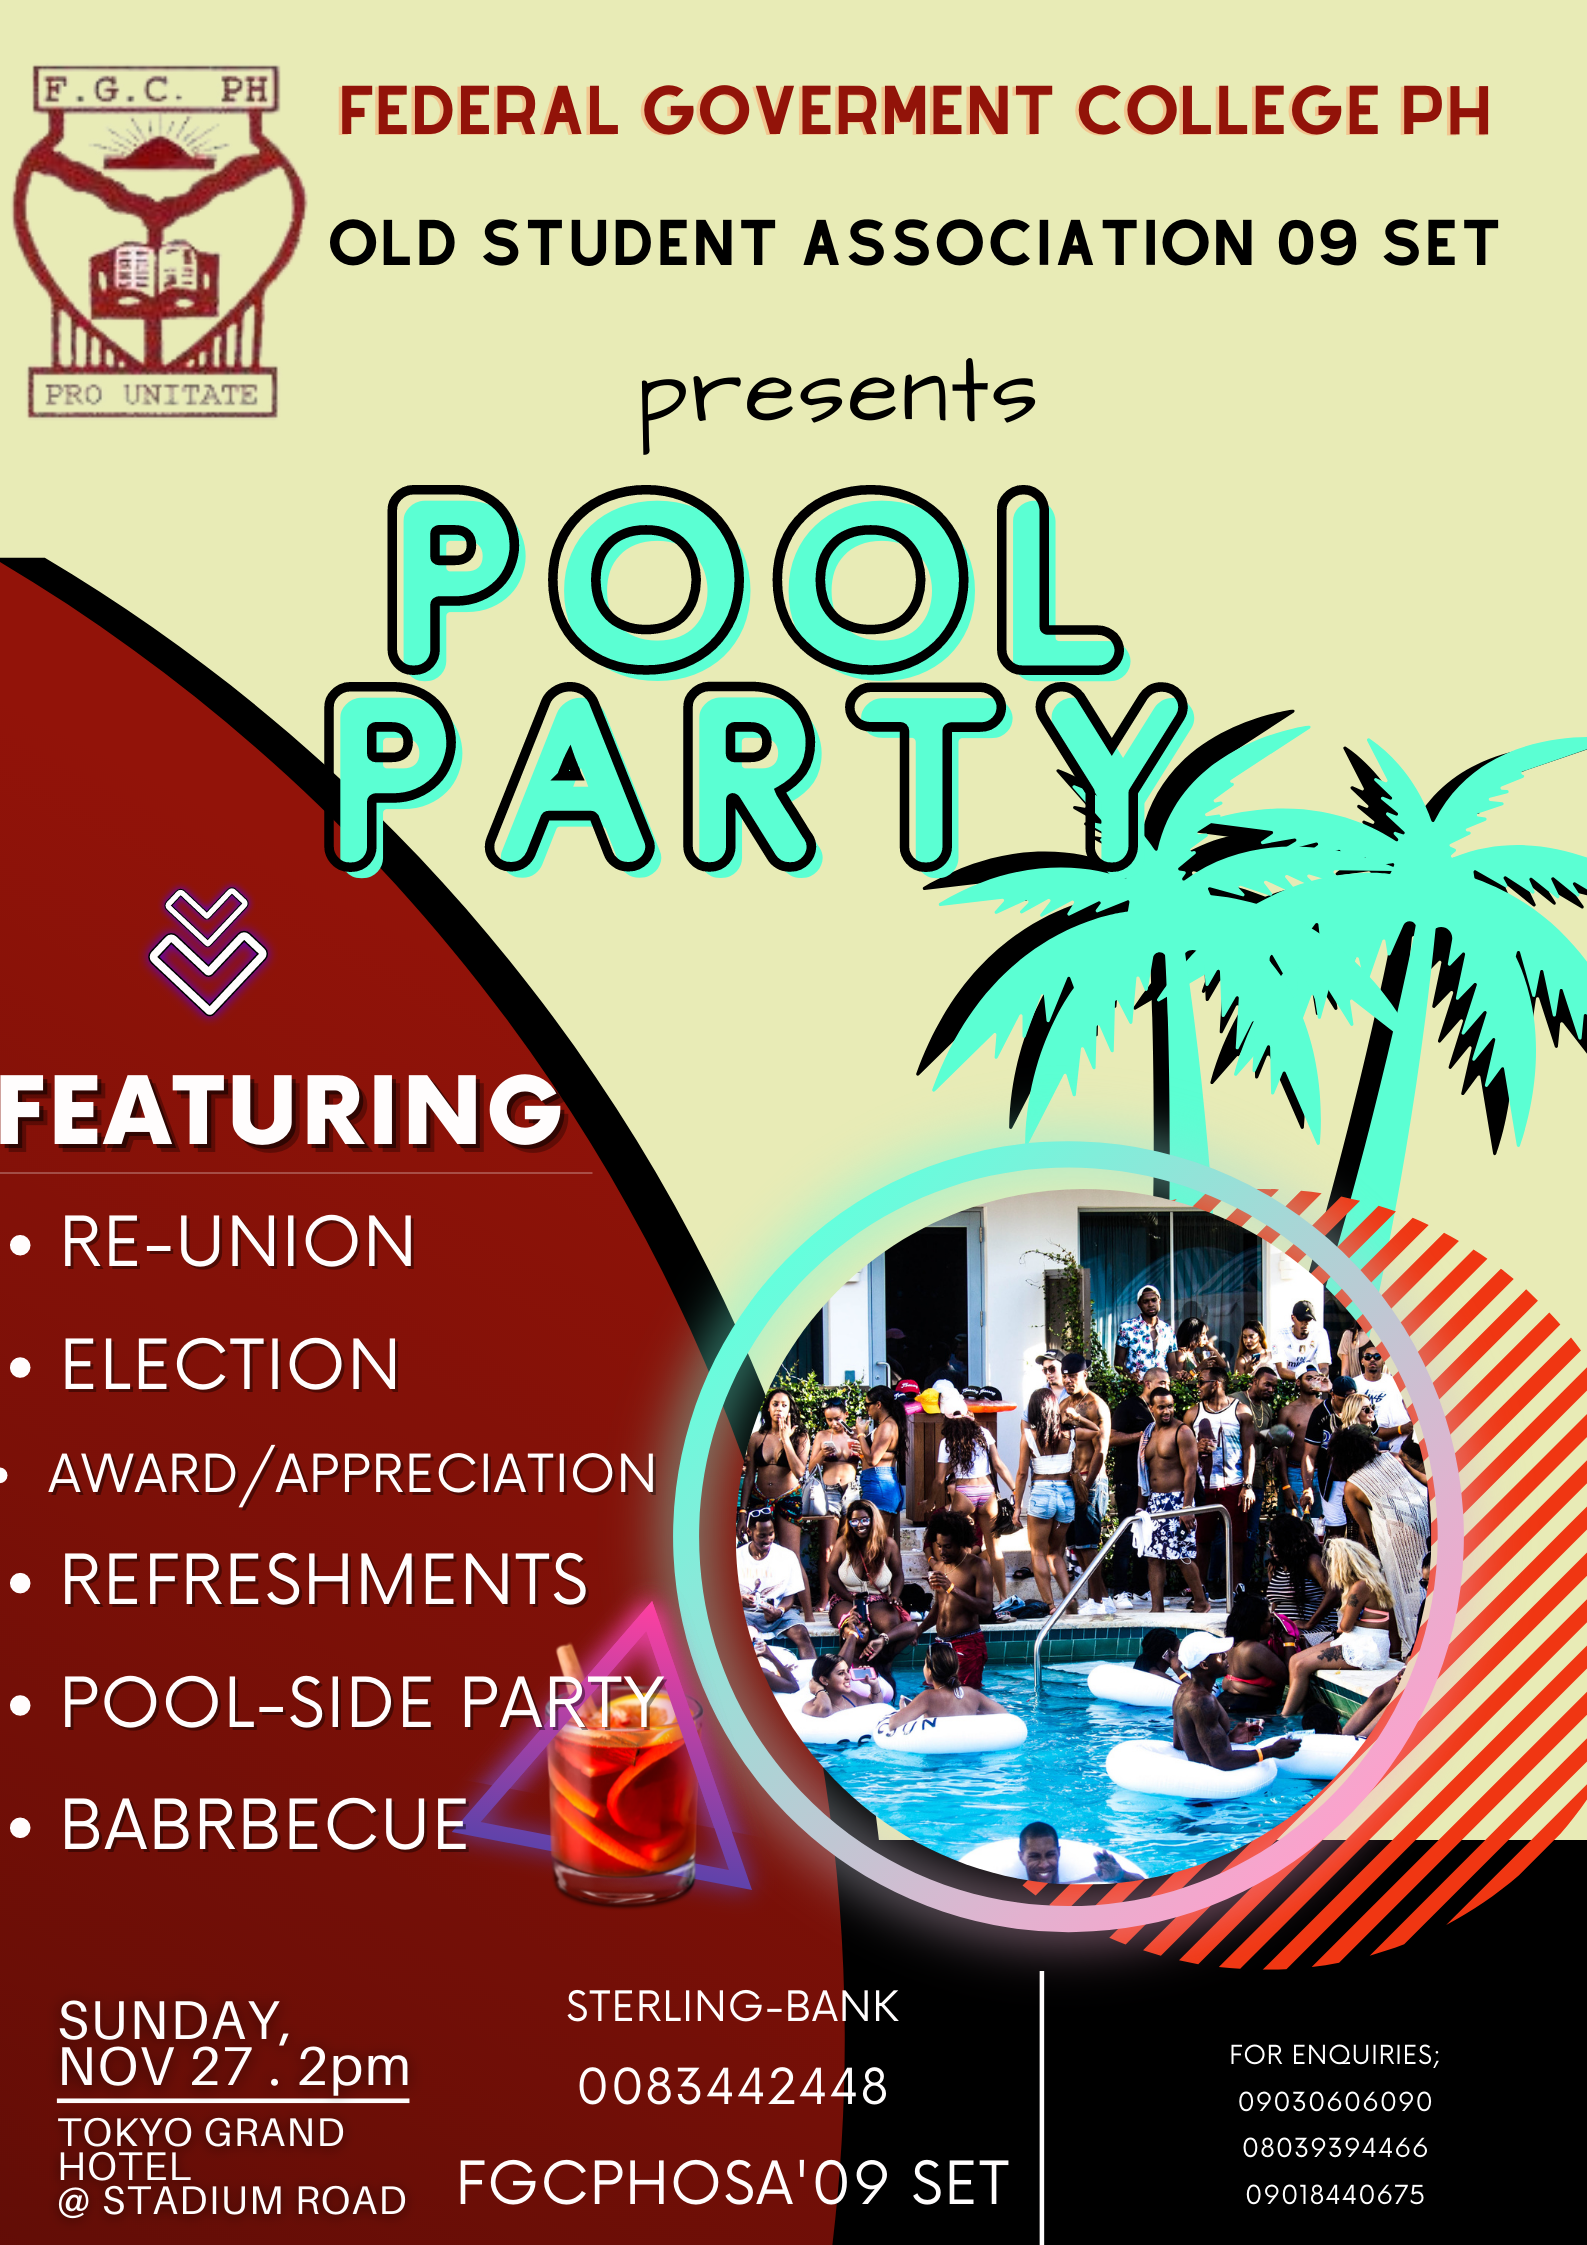 F.G.C. PH
PRO UNITATE
FEDERAL GOVERMENT COLLEGE PH
OLD STUDENT ASSOCIATION 09 SET
presents
POOL
PARTY
FEATURING
• RE-UNION
• ELECTION
• AWARD/APPRECIATION
• REFRESHMENTS
• POOL-SIDE PARTY
• BABRBECUE
SUNDAY,
NOV 27 . 2pm
TOKYO GRAND
HOTEL
@ STADIUM ROAD
STERLING-BANK
0083442448
FGCPHOSA'09 SET
FOR ENQUIRIES;
09030606090
08039394466
09018440675